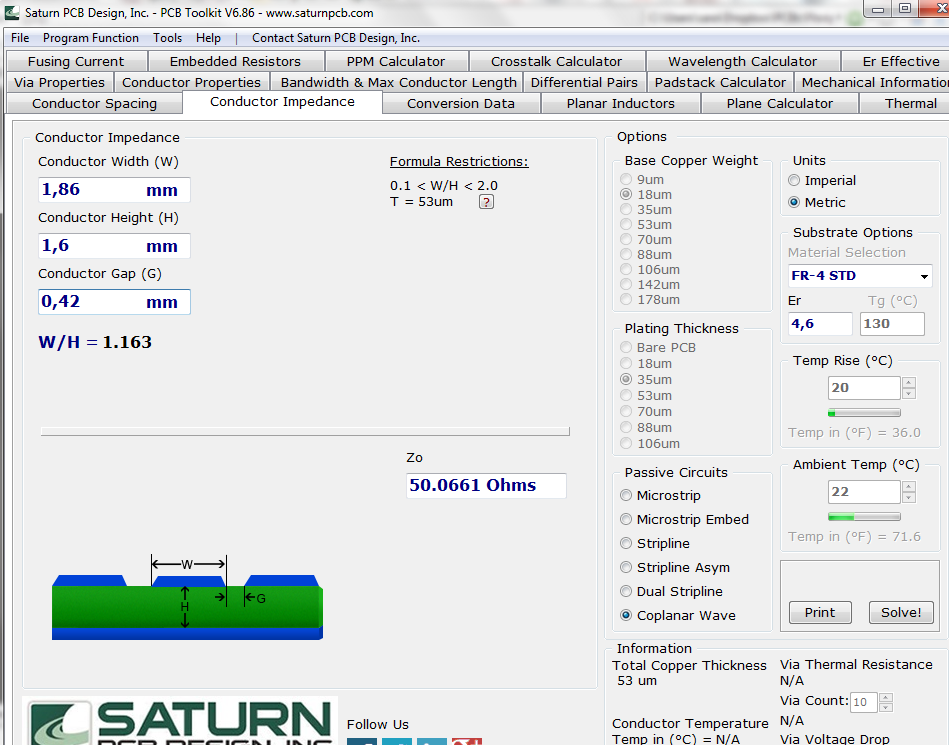 Saturn PCB Design, Inc. - PCB Toolkit V6.86 - www.saturnpcb.com
File Program Function Tools Help | Contact Saturn PCB Design, Inc.
Fusing Current Embedded Resistors PPM Calculator Crosstalk Calculator Wavelength Calculator Er Effective
Via Properties Conductor Properties Bandwidth & Max Conductor Length Differential Pairs Padstack Calculator Mechanical Information
Conductor Spacing Conductor Impedance Conversion Data Planar Inductors Plane Calculator Thermal
Conductor Impedance
Conductor Width (W)
1,86 mm
Conductor Height (H)
1,6 mm
Conductor Gap (G)
0,42 mm
W/H = 1.163
Formula Restrictions:
0.1 < W/H < 2.0
T = 53um ?
Zo
50.0661 Ohms
W
H
G
Options
Base Copper Weight
9um
18um
35um
53um
70um
88um
106um
142um
178um
Plating Thickness
Bare PCB
18um
35um
53um
70um
88um
106um
Passive Circuits
Microstrip
Microstrip Embed
Stripline
Stripline Asym
Dual Stripline
Coplanar Wave
Units
Imperial
Metric
Substrate Options
Material Selection
FR-4 STD
Er Tg (°C)
4,6 130
Temp Rise (°C)
20
Temp in (°F) = 36.0
Ambient Temp (°C)
22
Temp in (°F) = 71.6
Print Solve!
Information
Total Copper Thickness
53 um
Conductor Temperature
Temp in (°C) = N/A
Via Thermal Resistance
N/A
Via Count: 10
N/A
Via Voltage Drop
SATURN
PCB DESIGN, INC
Follow Us